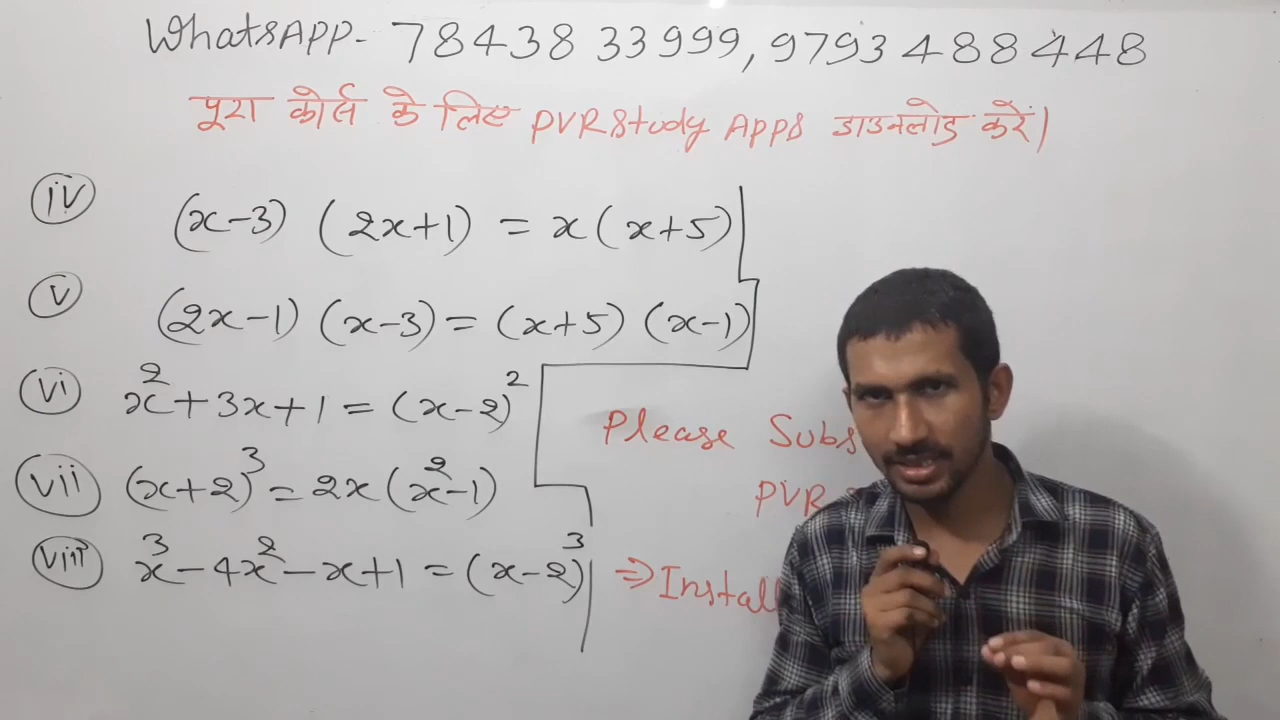 WhatsAPP - 78438 33999, 9793 488448
पूरा कोर्स के लिए PVRStudy Apps डाउनलोड करें।
iv (x-3) (2x+1) = x(x+5)
v (2x-1) (x-3) = (x+5) (x-1)
vi x²+3x+1 = (x-2)²
vii (x+2)³ = 2x(x²-1)
viii x³-4x²-x+1 = (x-2)³
Please
PVR
⇒ Install